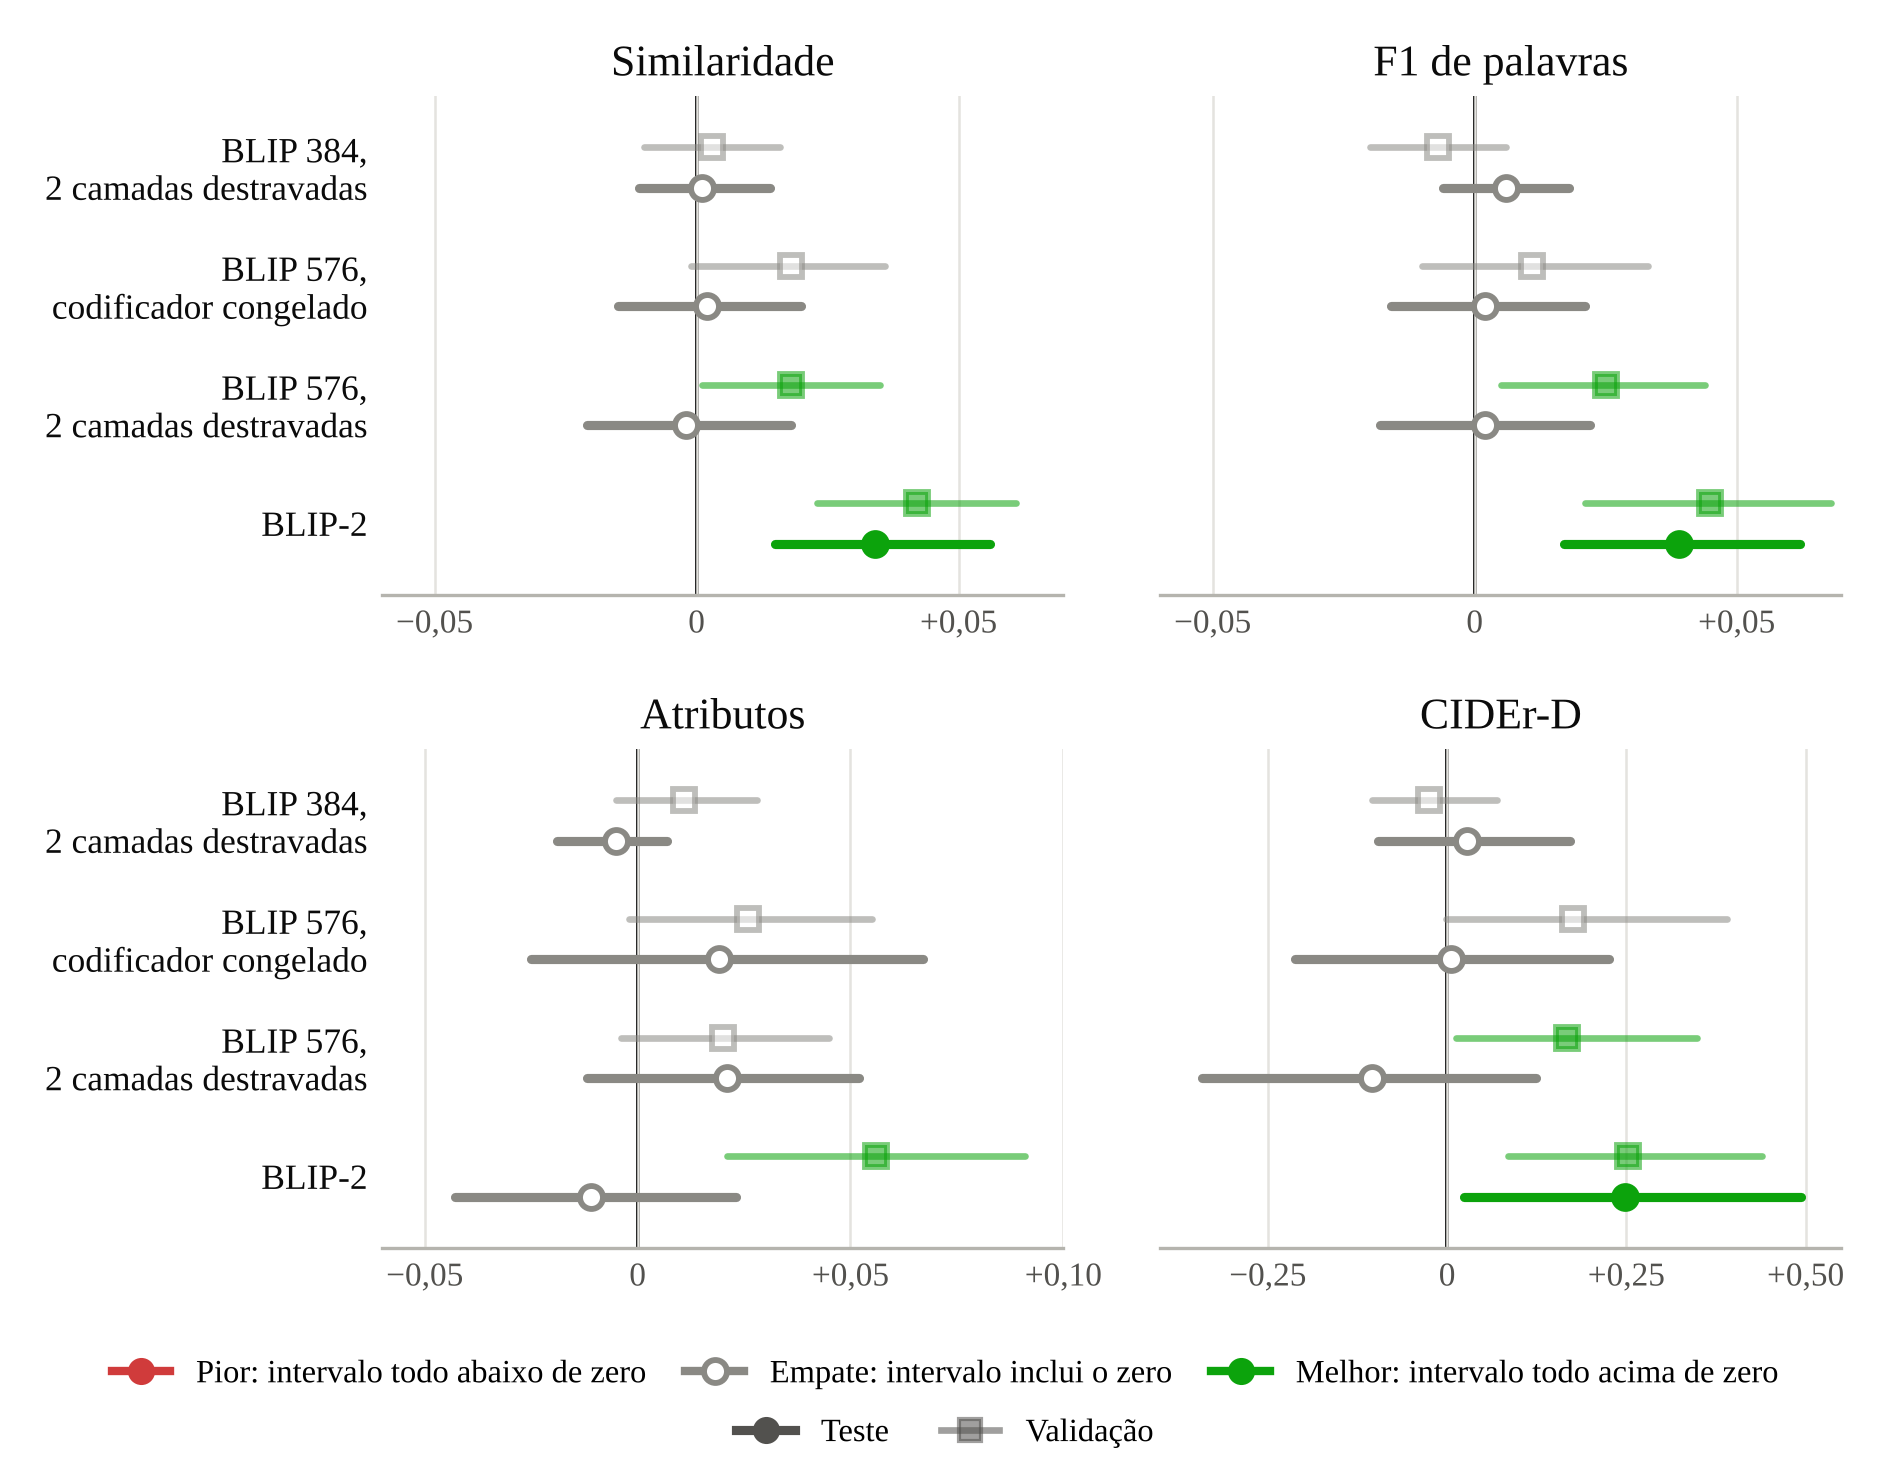 Similaridade
F1 de palavras
BLIP 384,
2 camadas destravadas
BLIP 576,
codificador congelado
BLIP 576,
2 camadas destravadas
BLIP-2
−0,05 0 +0,05
−0,05 0 +0,05
Atributos
CIDEr-D
BLIP 384,
2 camadas destravadas
BLIP 576,
codificador congelado
BLIP 576,
2 camadas destravadas
BLIP-2
−0,05 0 +0,05 +0,10
−0,25 0 +0,25 +0,50
Pior: intervalo todo abaixo de zero
Empate: intervalo inclui o zero
Melhor: intervalo todo acima de zero
Teste
Validação